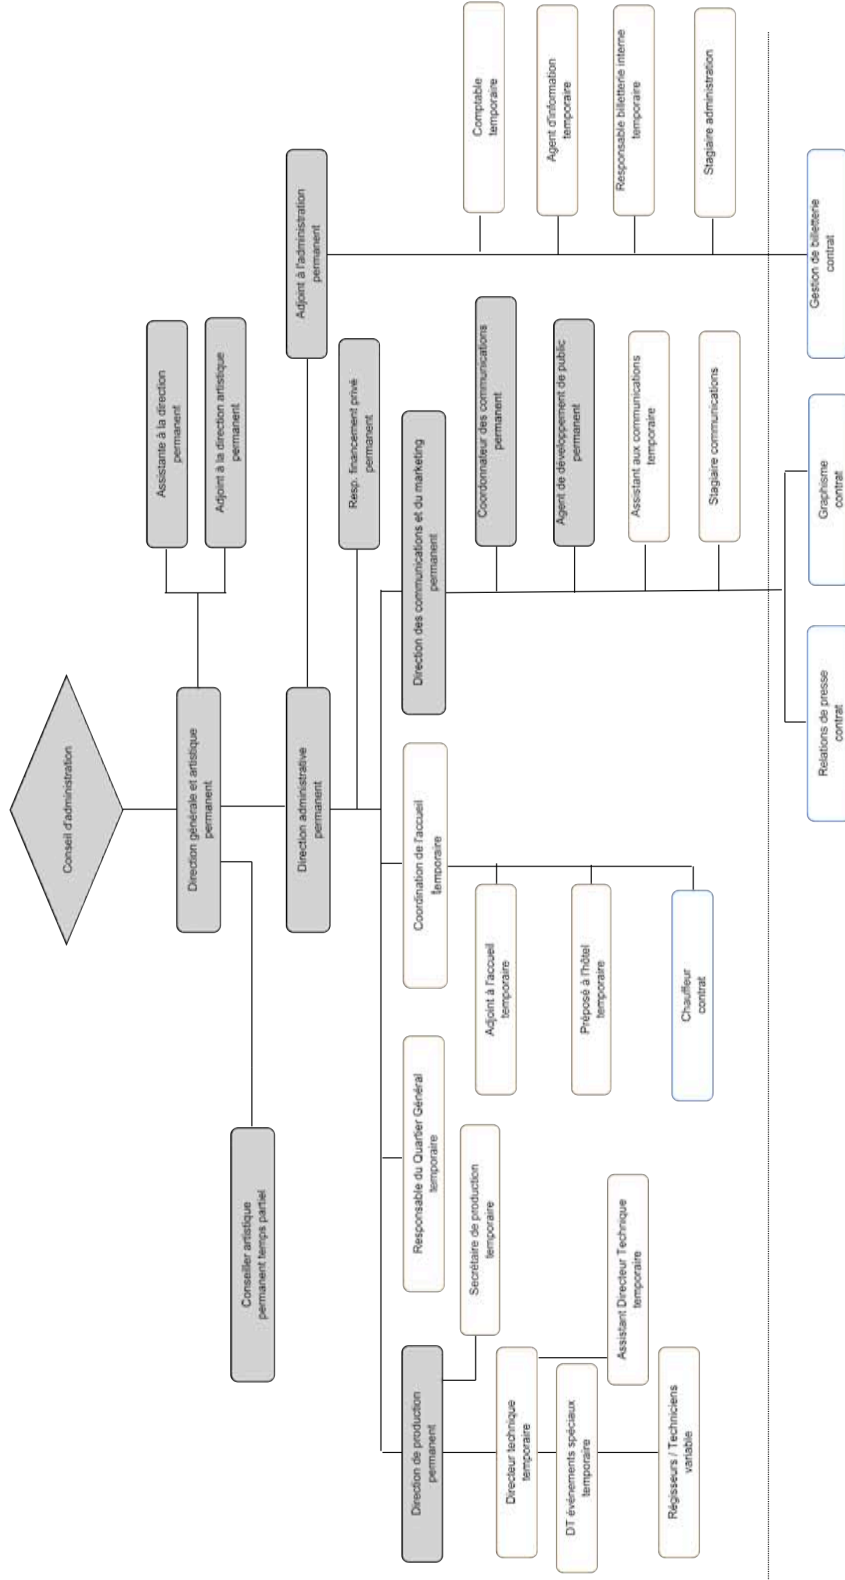 Conseil d'administration
Direction générale et artistique
permanent
Assistante à la direction
permanent
Adjoint à la direction artistique
permanent
Conseiller artistique
permanent temps partiel
Direction administrative
permanent
Adjoint à l'administration
permanent
Resp. financement privé
permanent
Direction de production
permanent
Responsable du Quartier Général
temporaire
Coordination de l'accueil
temporaire
Direction des communications et du marketing
permanent
Secrétaire de production
temporaire
Directeur technique
temporaire
DT événements spéciaux
temporaire
Assistant Directeur Technique
temporaire
Régisseurs / Techniciens
variable
Adjoint à l'accueil
temporaire
Préposé à l'hôtel
temporaire
Chauffeur
contrat
Coordonnateur des communications
permanent
Agent de développement de public
permanent
Assistant aux communications
temporaire
Stagiaire communications
Comptable
temporaire
Agent d'information
temporaire
Responsable billetterie interne
temporaire
Stagiaire administration
Relations de presse
contrat
Graphisme
contrat
Gestion de billetterie
contrat